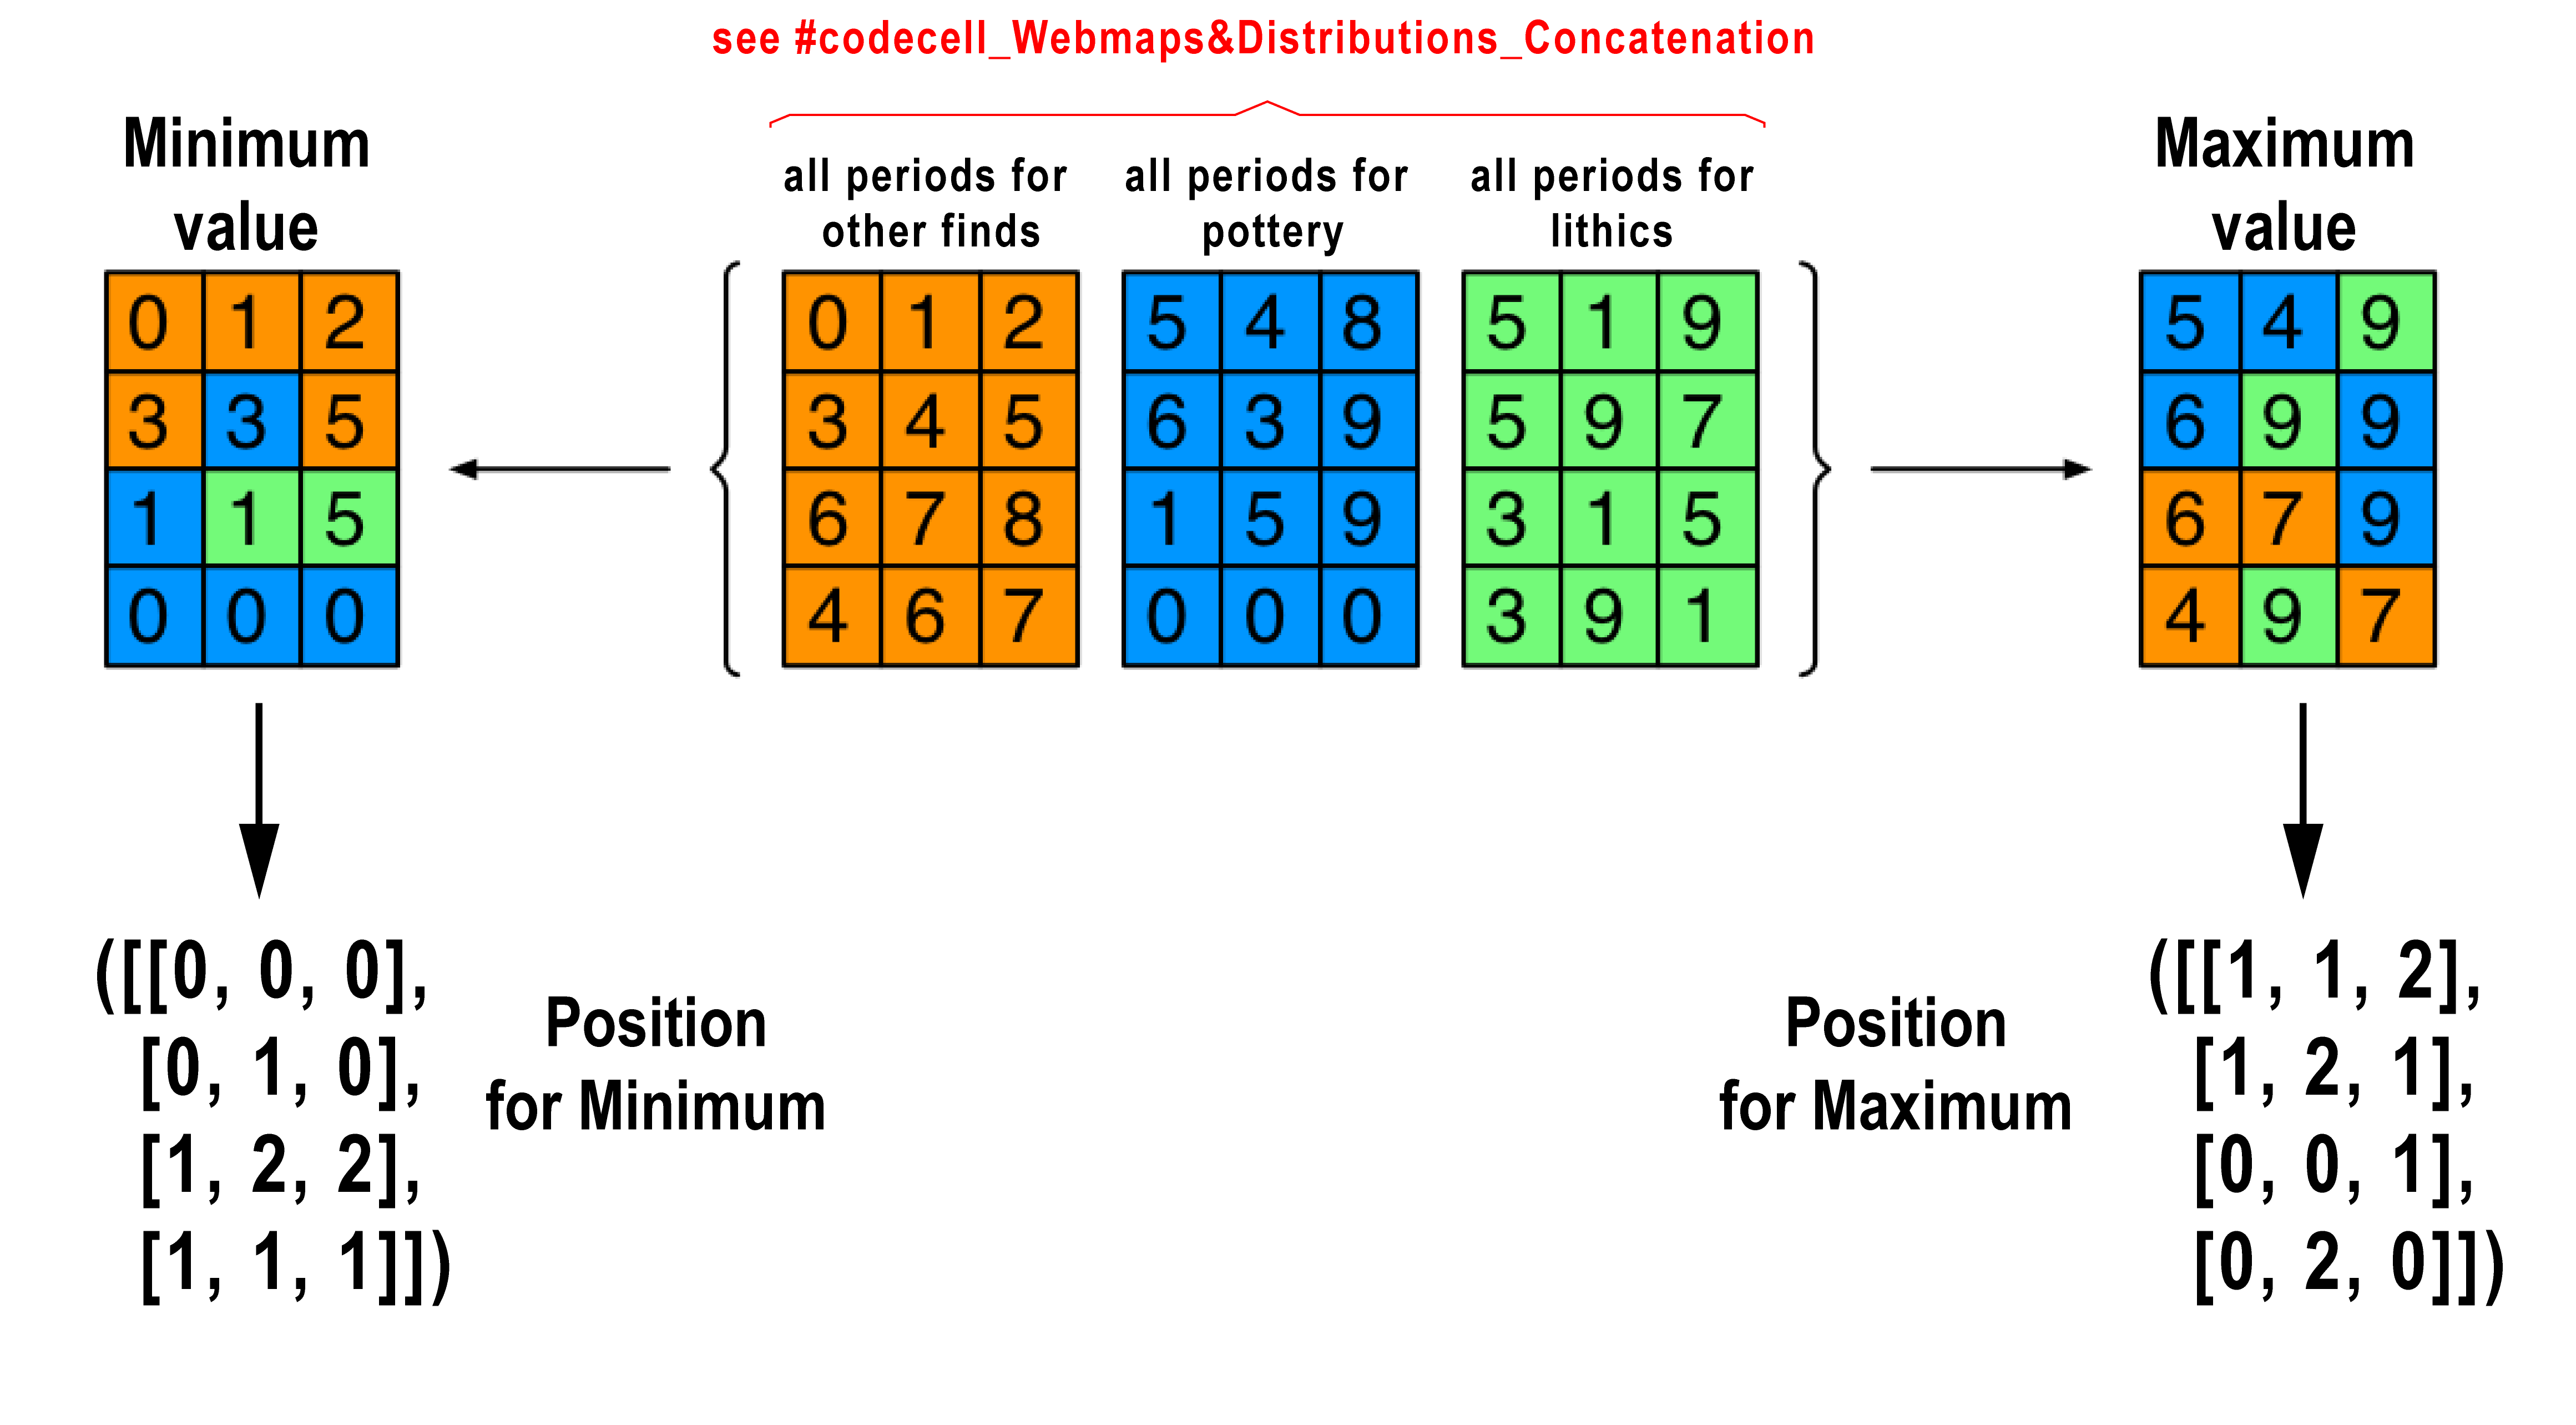 see #codecell_Webmaps&Distributions_Concatenation
Minimum
value
all periods for
other finds
all periods for
pottery
all periods for
lithics
Maximum
value
0 1 2
3 3 5
1 1 5
0 0 0
0 1 2
3 4 5
6 7 8
4 6 7
5 4 8
6 3 9
1 5 9
0 0 0
5 1 9
5 9 7
3 1 5
3 9 1
5 4 9
6 9 9
6 7 9
4 9 7
([[0, 0, 0],
[0, 1, 0],
[1, 2, 2],
[1, 1, 1]])
Position
for Minimum
Position
for Maximum
([[1, 1, 2],
[1, 2, 1],
[0, 0, 1],
[0, 2, 0]])